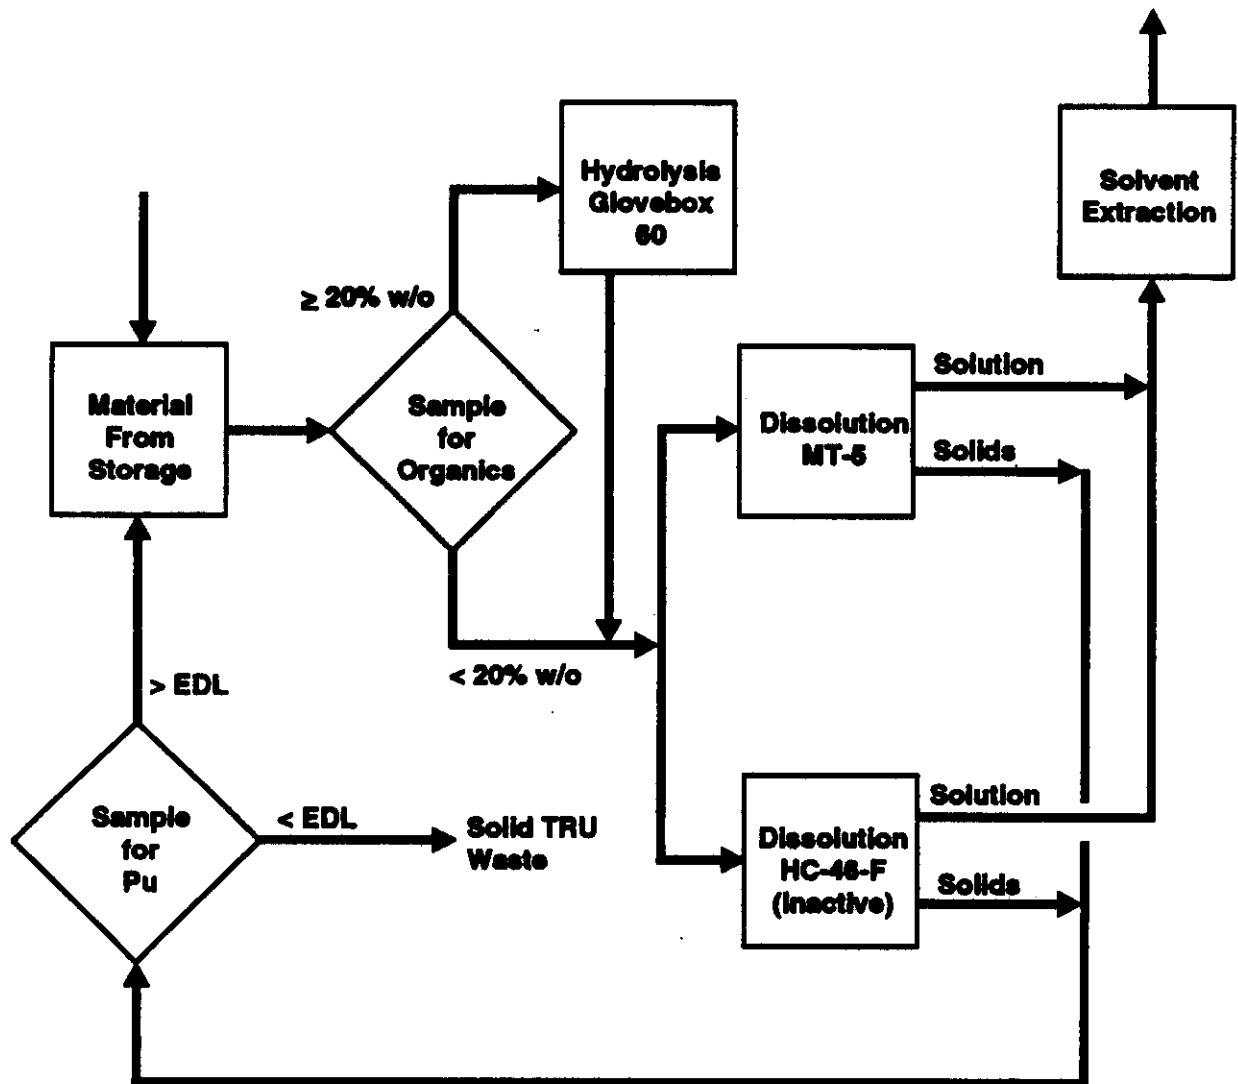 Hydrolysis
Glovebox
60
Solvent
Extraction
≥ 20% w/o
Material
From
Storage
Sample
for
Organics
Dissolution
MT-5
Solution
Solids
< 20% w/o
> EDL
Sample
for
Pu
< EDL
Solid TRU
Waste
Dissolution
HC-46-F
(Inactive)
Solution
Solids